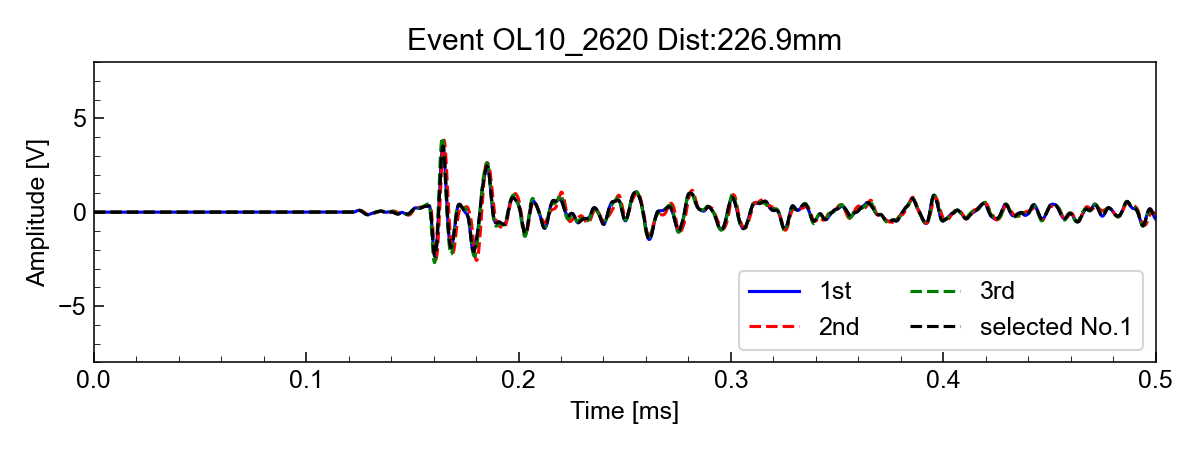 Event OL10_2620 Dist:226.9mm
Amplitude [V]
5
0
−5
1st
2nd
3rd
selected No.1
0.0 0.1 0.2 0.3 0.4 0.5
Time [ms]